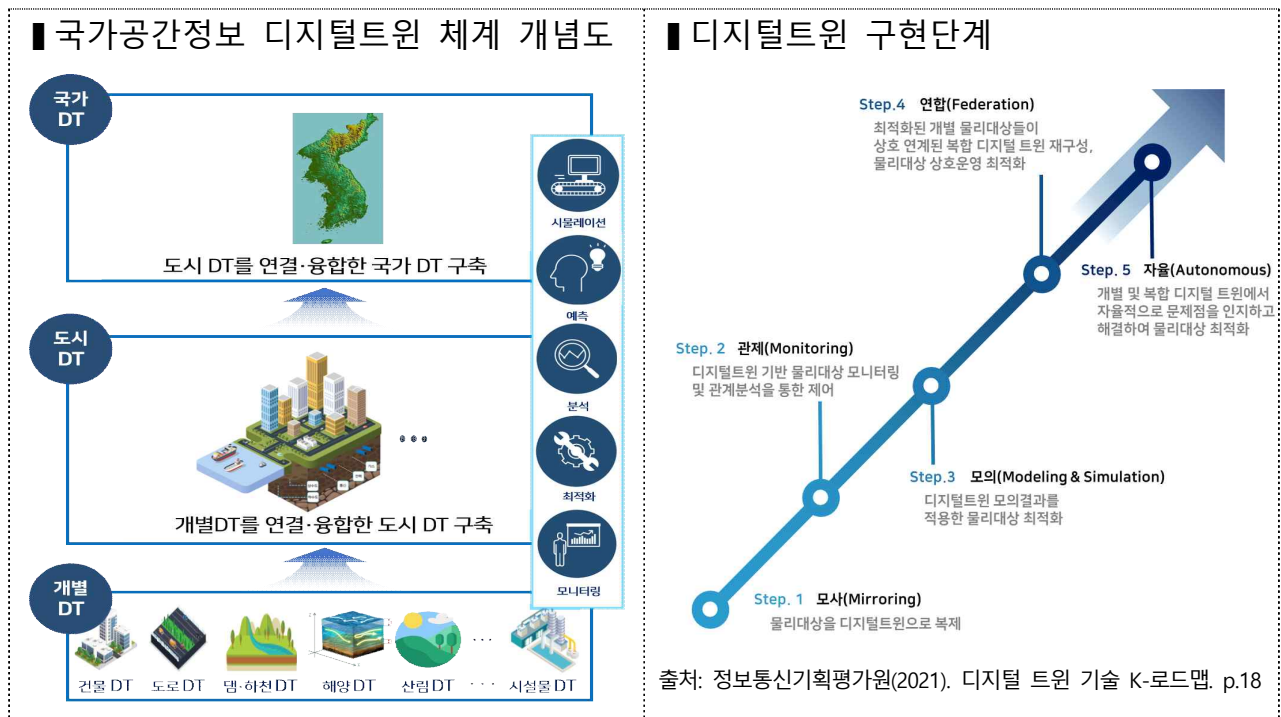 ▮국가공간정보 디지털트윈 체계 개념도
국가
DT
도시 DT를 연결·융합한 국가 DT 구축
도시
DT
개별DT를 연결·융합한 도시 DT 구축
개별
DT
건물 DT 도로 DT 댐·하천 DT 해양 DT 산림 DT ··· 시설물 DT
시뮬레이션
예측
분석
최적화
모니터링
▮디지털트윈 구현단계
Step.4 연합(Federation)
최적화된 개별 물리대상들이
상호 연계된 복합 디지털 트윈 재구성,
물리대상 상호운영 최적화
Step. 5 자율(Autonomous)
개별 및 복합 디지털 트윈에서
자율적으로 문제점을 인지하고
해결하여 물리대상 최적화
Step. 2 관제(Monitoring)
디지털트윈 기반 물리대상 모니터링
및 관계분석을 통한 제어
Step.3 모의(Modeling & Simulation)
디지털트윈 모의결과를
적용한 물리대상 최적화
Step. 1 모사(Mirroring)
물리대상을 디지털트윈으로 복제
출처: 정보통신기획평가원(2021). 디지털 트윈 기술 K-로드맵. p.18